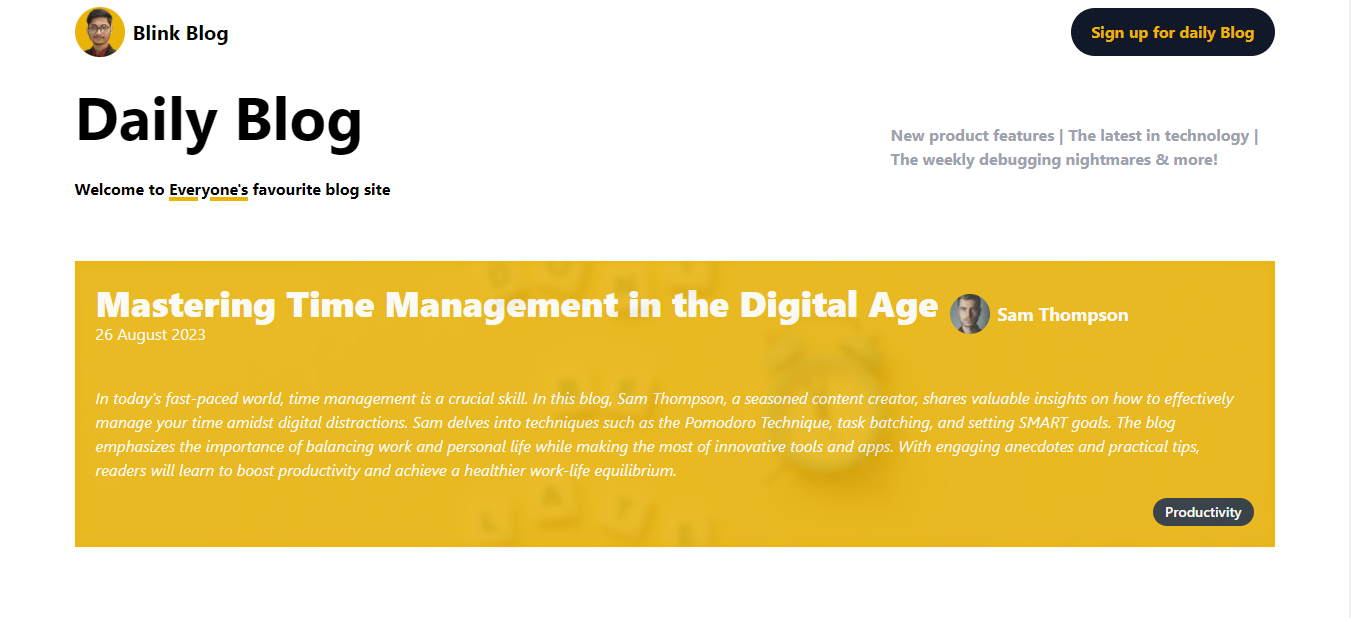 Blink Blog
Sign up for daily Blog
Daily Blog
New product features | The latest in technology |
The weekly debugging nightmares & more!
Welcome to Everyone's favourite blog site
Mastering Time Management in the Digital Age
Sam Thompson
26 August 2023
In today's fast-paced world, time management is a crucial skill. In this blog, Sam Thompson, a seasoned content creator, shares valuable insights on how to effectively
manage your time amidst digital distractions. Sam delves into techniques such as the Pomodoro Technique, task batching, and setting SMART goals. The blog
emphasizes the importance of balancing work and personal life while making the most of innovative tools and apps. With engaging anecdotes and practical tips,
readers will learn to boost productivity and achieve a healthier work-life equilibrium.
Productivity